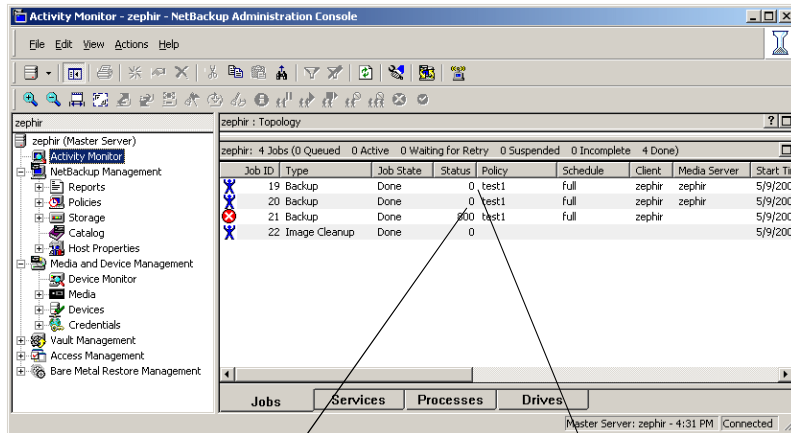 Activity Monitor - zephir - NetBackup Administration Console
File Edit View Actions Help
zephir
zephir : Topology
zephir (Master Server)
Activity Monitor
NetBackup Management
Reports
Policies
Storage
Catalog
Host Properties
Media and Device Management
Device Monitor
Media
Devices
Credentials
Vault Management
Access Management
Bare Metal Restore Management
zephir: 4 Jobs (0 Queued 0 Active 0 Waiting for Retry 0 Suspended 0 Incomplete 4 Done)
Job ID Type Job State Status Policy Schedule Client Media Server Start Ti
19 Backup Done 0 test1 full zephir zephir 5/9/200
20 Backup Done 0 test1 full zephir zephir 5/9/200
21 Backup Done 800 test1 full zephir 5/9/200
22 Image Cleanup Done 0 5/9/200
Jobs Services Processes Drives
Master Server: zephir - 4:31 PM Connected